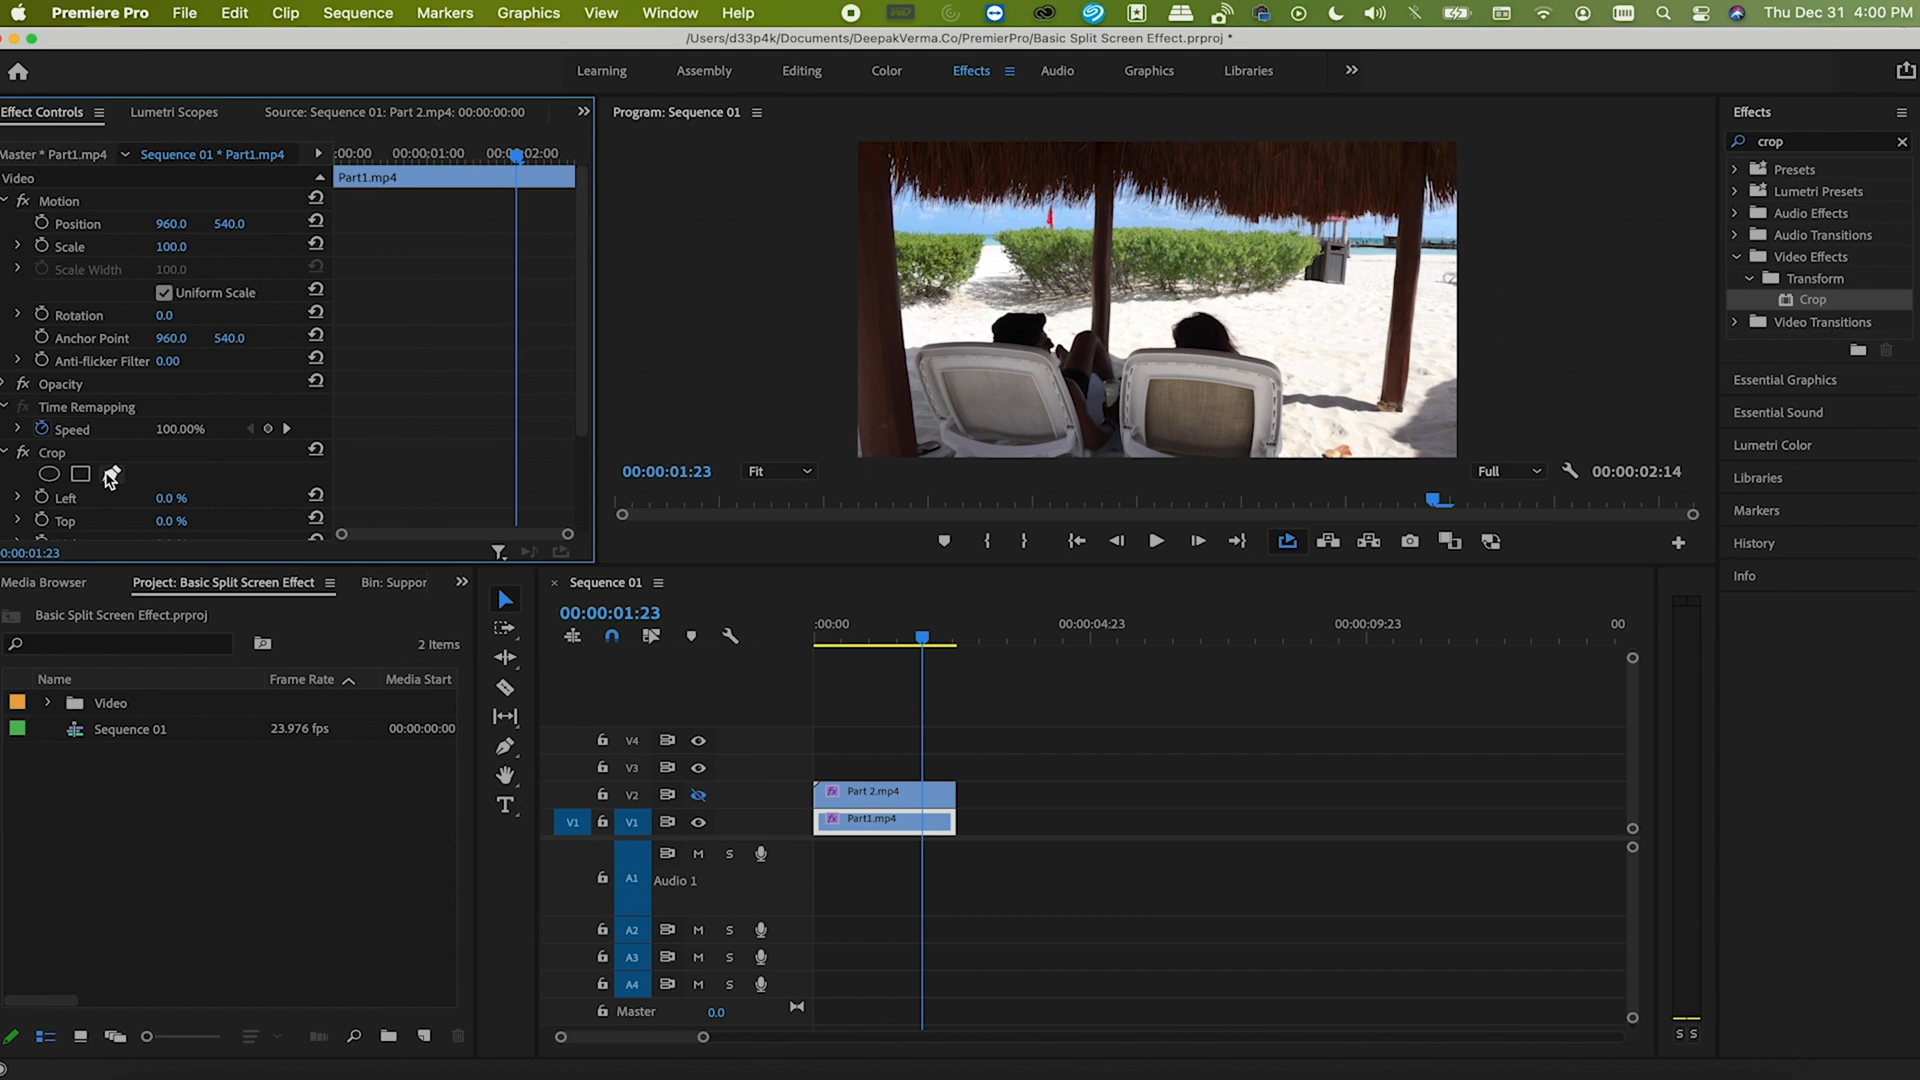 Premiere Pro File Edit Clip Sequence Markers Graphics View Window Help Thu Dec 31 4:00 PM
/Users/d33p4k/Documents/DeepakVerma.Co/PremierPro/Basic Split Screen Effect.prproj *
Learning Assembly Editing Color Effects Audio Graphics Libraries
Effect Controls Lumetri Scopes Source: Sequence 01: Part 2.mp4: 00:00:00:00
Program: Sequence 01
Effects
crop
Master * Part1.mp4 Sequence 01 * Part1.mp4 :00:00 00:00:01:00 00:00:02:00
Video Part1.mp4
Motion
Position 960.0 540.0
Scale 100.0
Scale Width 100.0
Uniform Scale
Rotation 0.0
Anchor Point 960.0 540.0
Anti-flicker Filter 0.00
Opacity
Time Remapping
Speed 100.00%
Crop
Left 0.0 %
Top 0.0 %
0:00:01:23
00:00:01:23 Fit Full 00:00:02:14
Presets
Lumetri Presets
Audio Effects
Audio Transitions
Video Effects
Transform
Crop
Video Transitions
Essential Graphics
Essential Sound
Lumetri Color
Libraries
Markers
History
Info
Media Browser Project: Basic Split Screen Effect Bin: Suppor
Basic Split Screen Effect.prproj
2 Items
Name Frame Rate Media Start
Video
Sequence 01 23.976 fps 00:00:00:00
× Sequence 01
00:00:01:23
:00:00 00:00:04:23 00:00:09:23 00
V4
V3
V2 fx Part 2.mp4
V1 V1 fx Part1.mp4
M S
A1 Audio 1
A2 M S
A3 M S
A4 M S
Master 0.0
S S